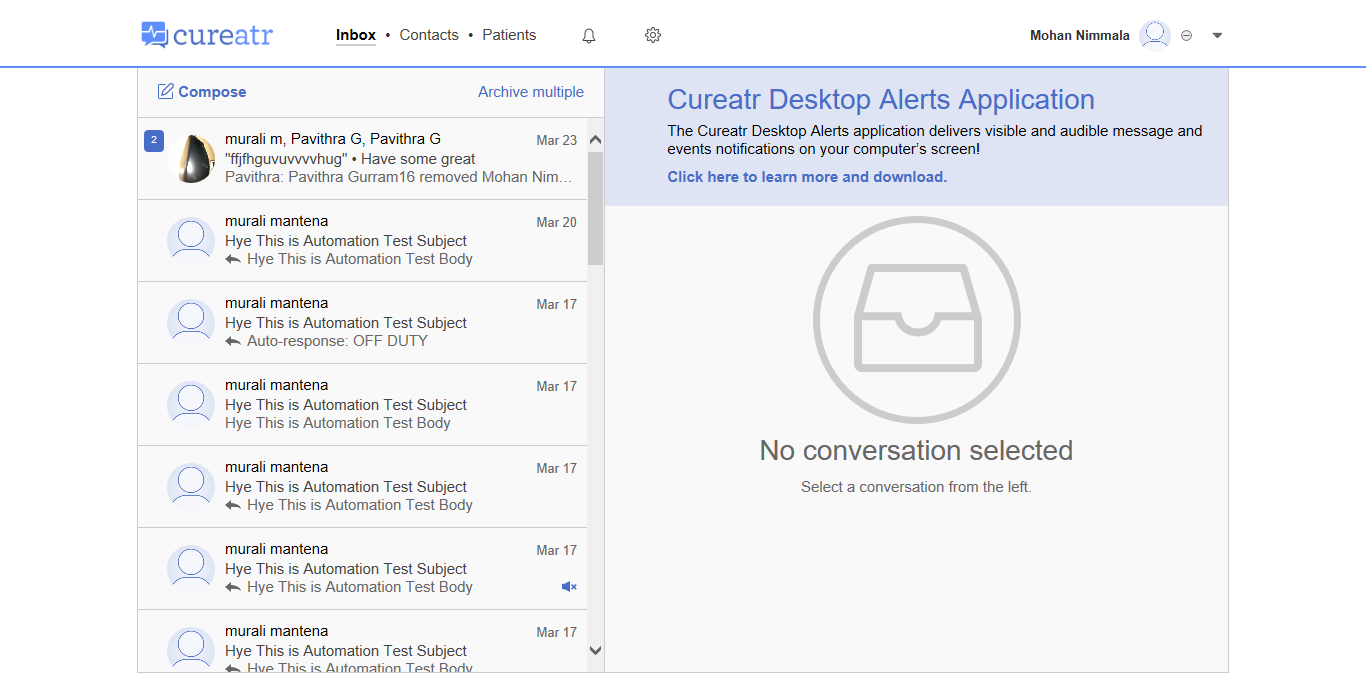 cureatr
Inbox • Contacts • Patients
Mohan Nimmala
Compose
Archive multiple
2
murali m, Pavithra G, Pavithra G
Mar 23
"ffjfhguvuvvvvhug" • Have some great
Pavithra: Pavithra Gurram16 removed Mohan Nim…
murali mantena
Mar 20
Hye This is Automation Test Subject
Hye This is Automation Test Body
murali mantena
Mar 17
Hye This is Automation Test Subject
Auto-response: OFF DUTY
murali mantena
Mar 17
Hye This is Automation Test Subject
Hye This is Automation Test Body
murali mantena
Mar 17
Hye This is Automation Test Subject
Hye This is Automation Test Body
murali mantena
Mar 17
Hye This is Automation Test Subject
Hye This is Automation Test Body
murali mantena
Mar 17
Hye This is Automation Test Subject
Hye This is Automation Test Body
Cureatr Desktop Alerts Application
The Cureatr Desktop Alerts application delivers visible and audible message and
events notifications on your computer's screen!
Click here to learn more and download.
No conversation selected
Select a conversation from the left.